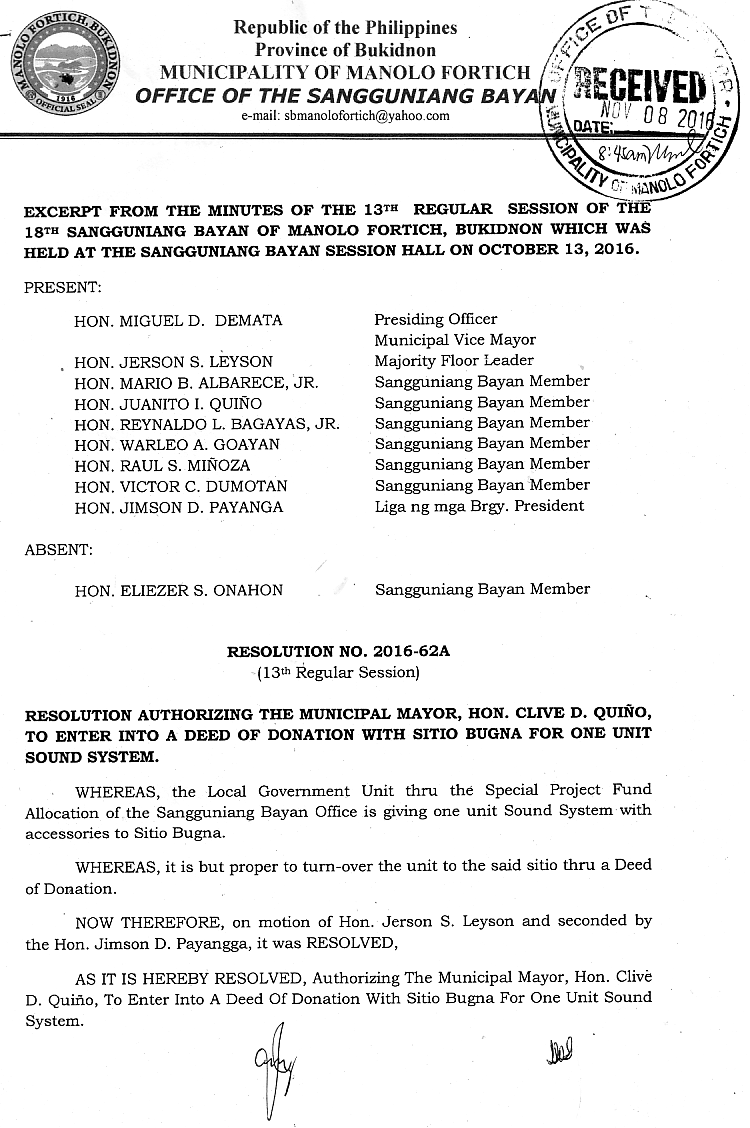 Republic of the Philippines
Province of Bukidnon
MUNICIPALITY OF MANOLO FORTICH
OFFICE OF THE SANGGUNIANG BAYAN
e-mail: sbmanolofortich@yahoo.com
MANOLO FORTICH, BUKIDNON
1916
OFFICIAL SEAL
OFFICE OF THE MAYOR
RECEIVED
NOV 08 2016
DATE:
8:45am
MUNICIPALITY OF MANOLO FORTICH
EXCERPT FROM THE MINUTES OF THE 13TH REGULAR SESSION OF THE
18TH SANGGUNIANG BAYAN OF MANOLO FORTICH, BUKIDNON WHICH WAS
HELD AT THE SANGGUNIANG BAYAN SESSION HALL ON OCTOBER 13, 2016.
PRESENT:
HON. MIGUEL D. DEMATA Presiding Officer
Municipal Vice Mayor
HON. JERSON S. LEYSON Majority Floor Leader
HON. MARIO B. ALBARECE, JR. Sangguniang Bayan Member
HON. JUANITO I. QUIÑO Sangguniang Bayan Member
HON. REYNALDO L. BAGAYAS, JR. Sangguniang Bayan Member
HON. WARLEO A. GOAYAN Sangguniang Bayan Member
HON. RAUL S. MIÑOZA Sangguniang Bayan Member
HON. VICTOR C. DUMOTAN Sangguniang Bayan Member
HON. JIMSON D. PAYANGA Liga ng mga Brgy. President
ABSENT:
HON. ELIEZER S. ONAHON Sangguniang Bayan Member
RESOLUTION NO. 2016-62A
(13th Regular Session)
RESOLUTION AUTHORIZING THE MUNICIPAL MAYOR, HON. CLIVE D. QUIÑO,
TO ENTER INTO A DEED OF DONATION WITH SITIO BUGNA FOR ONE UNIT
SOUND SYSTEM.
WHEREAS, the Local Government Unit thru the Special Project Fund
Allocation of the Sangguniang Bayan Office is giving one unit Sound System with
accessories to Sitio Bugna.
WHEREAS, it is but proper to turn-over the unit to the said sitio thru a Deed
of Donation.
NOW THEREFORE, on motion of Hon. Jerson S. Leyson and seconded by
the Hon. Jimson D. Payangga, it was RESOLVED,
AS IT IS HEREBY RESOLVED, Authorizing The Municipal Mayor, Hon. Clive
D. Quiño, To Enter Into A Deed Of Donation With Sitio Bugna For One Unit Sound
System.